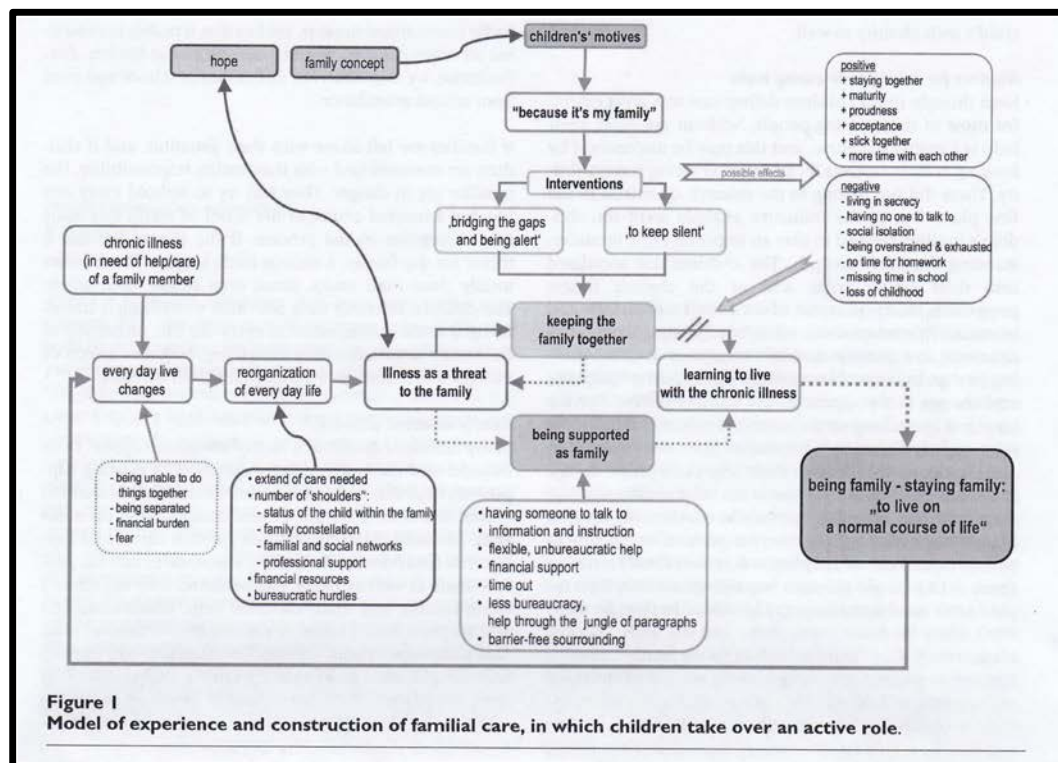 children's' motives
hope
family concept
"because it's my family"
positive
+ staying together
+ maturity
+ proudness
+ acceptance
+ stick together
+ more time with each other
possible effects
Interventions
negative
- living in secrecy
- having no one to talk to
- social isolation
- being overstrained & exhausted
- no time for homework
- missing time in school
- loss of childhood
‚bridging the gaps
and being alert'
‚to keep silent'
chronic illness
(in need of help/care)
of a family member
keeping the
family together
every day live
changes
reorganization
of every day life
Illness as a threat
to the family
learning to live
with the chronic illness
being supported
as family
being family - staying family:
„to live on
a normal course of life“
- being unable to do
things together
- being separated
- financial burden
- fear
• extend of care needed
• number of "shoulders":
- status of the child within the family
- family constellation
- familial and social networks
- professional support
• financial resources
• bureaucratic hurdles
• having someone to talk to
• information and instruction
• flexible, unbureaucratic help
• financial support
• time out
• less bureaucracy,
help through the jungle of paragraphs
• barrier-free sourrounding
Figure 1
Model of experience and construction of familial care, in which children take over an active role.